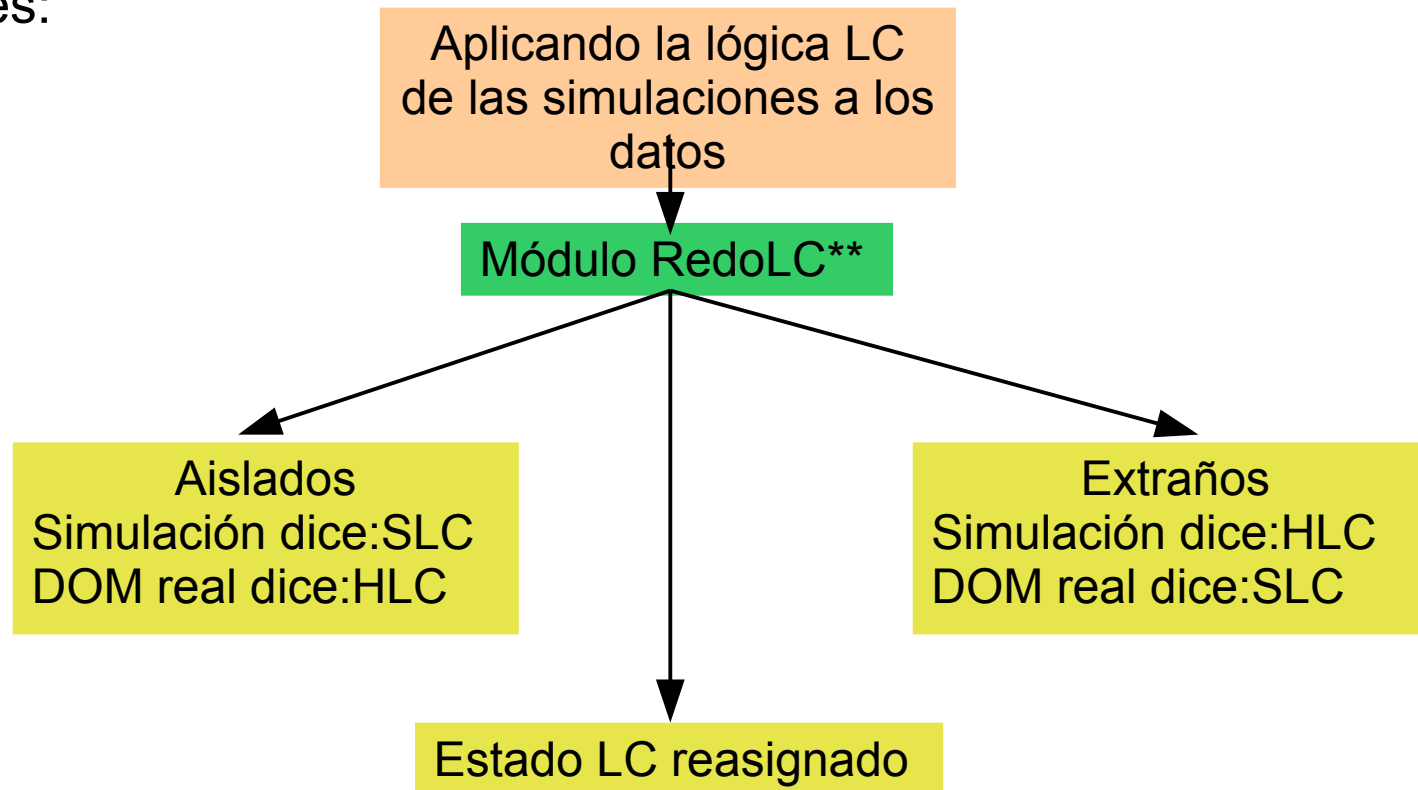 es:
Aplicando la lógica LC
de las simulaciones a los
datos
Módulo RedoLC**
Aislados
Simulación dice:SLC
DOM real dice:HLC
Extraños
Simulación dice:HLC
DOM real dice:SLC
Estado LC reasignado